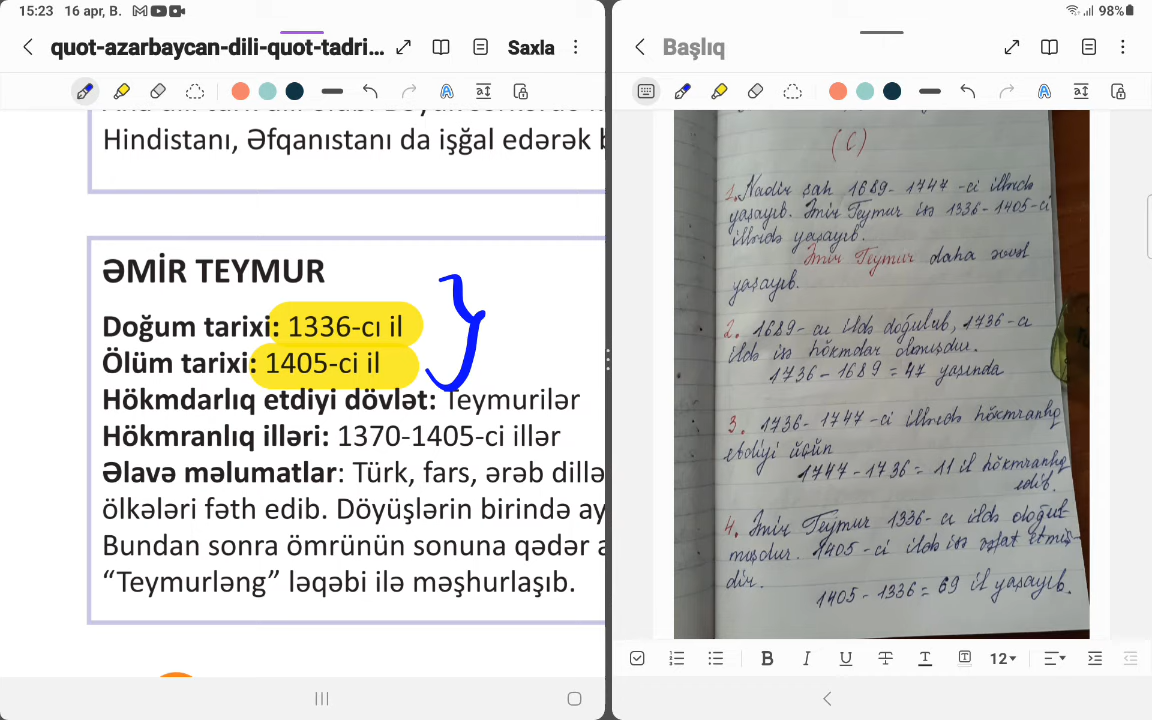 15:23 16 apr, B.
98%
quot-azarbaycan-dili-quot-tadri...
Saxla
Hindistanı, Əfqanıstanı da işğal edərək b
ƏMİR TEYMUR
Doğum tarixi: 1336-cı il
Ölüm tarixi: 1405-ci il
Hökmdarlıq etdiyi dövlət: Teymurilər
Hökmranlıq illəri: 1370-1405-ci illər
Əlavə məlumatlar: Türk, fars, ərəb dillə
ölkələri fəth edib. Döyüşlərin birində ay
Bundan sonra ömrünün sonuna qədər a
“Teymurləng” ləqəbi ilə məşhurlaşıb.
Başlıq
(C)
1. Nadir şah 1689-1747-ci illərdə
yaşayıb. Əmir Teymur isə 1336-1405-ci
illərdə yaşayıb.
Əmir Teymur daha əvvəl
yaşayıb.
2. 1689-cu ildə doğulub, 1736-cı
ildə isə hökmdar olmuşdur.
1736-1689=47 yaşında
3. 1736-1747-ci illərdə hökmranlıq
etdiyi üçün
1747-1736=11 il hökmranlıq
edib.
4. Əmir Teymur 1336-cı ildə doğul-
muşdur. 1405-ci ildə isə vəfat etmiş-
dir.
1405-1336=69 il yaşayıb.
B I U T T 12